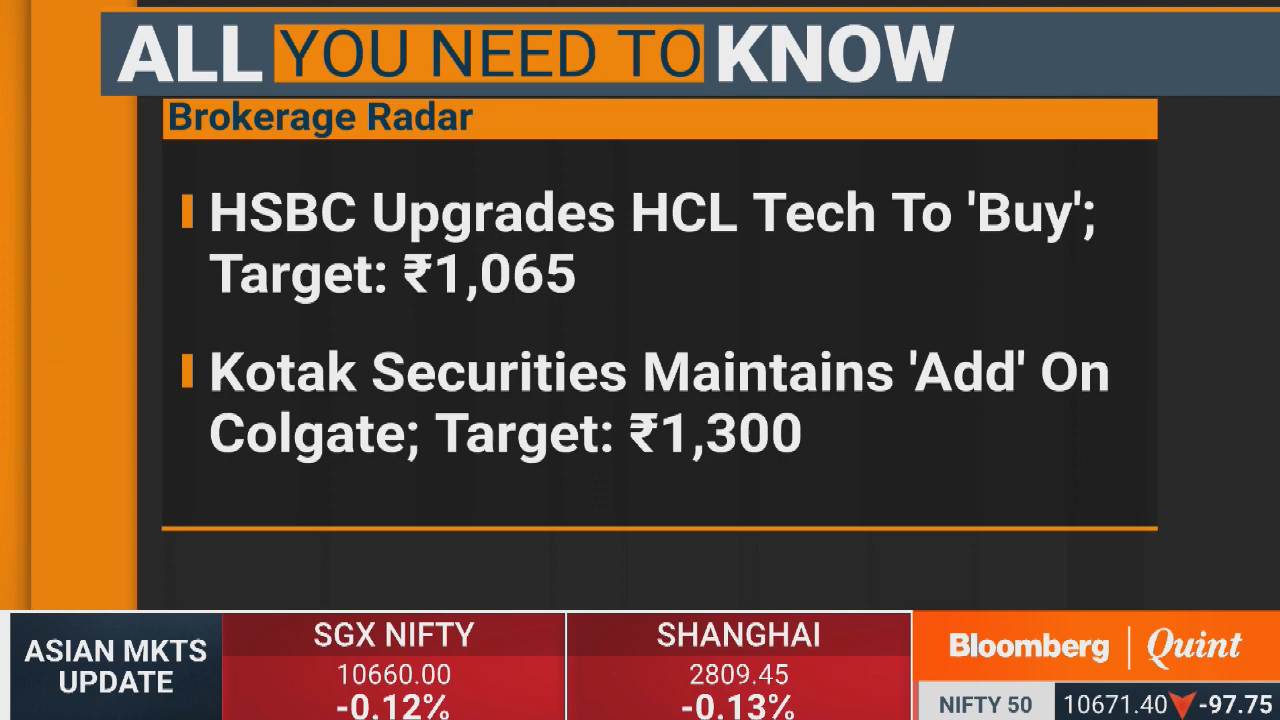 ALL YOU NEED TO KNOW
Brokerage Radar
HSBC Upgrades HCL Tech To 'Buy';
Target: ₹1,065
Kotak Securities Maintains 'Add' On
Colgate; Target: ₹1,300
ASIAN MKTS
UPDATE
SGX NIFTY
10660.00
-0.12%
SHANGHAI
2809.45
-0.13%
Bloomberg | Quint
NIFTY 50 10671.40 -97.75